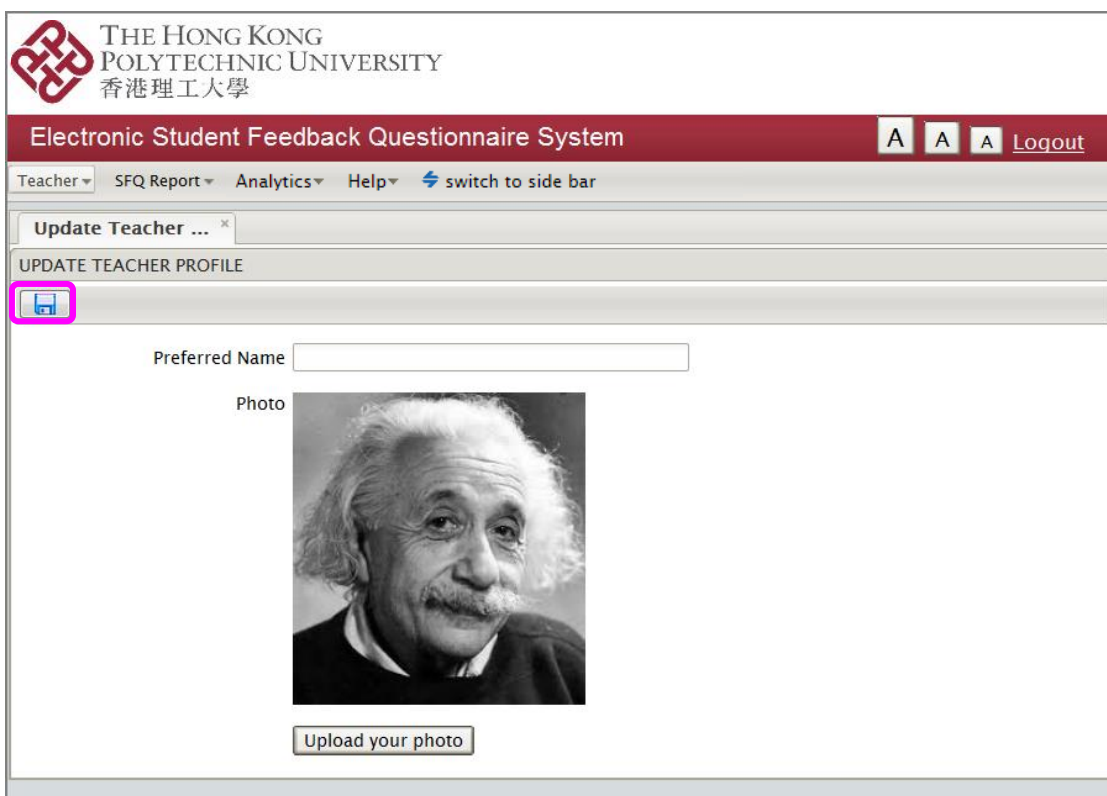 THE HONG KONG
POLYTECHNIC UNIVERSITY
香港理工大學
Electronic Student Feedback Questionnaire System A A A Logout
Teacher SFQ Report Analytics Help switch to side bar
Update Teacher ... ×
UPDATE TEACHER PROFILE
Preferred Name
Photo
Upload your photo